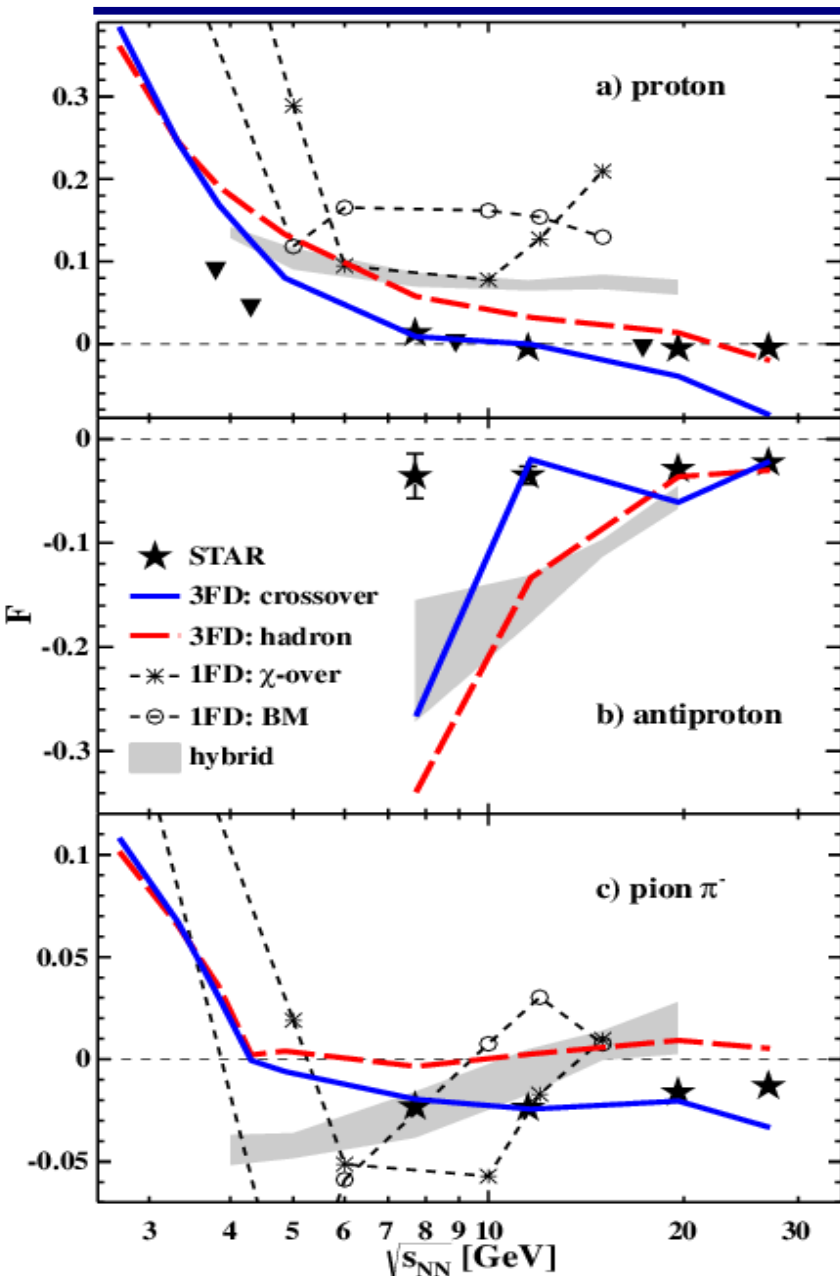 a) proton
0.3
0.2
0.1
0
0
-0.1
-0.2
-0.3
F
STAR
3FD: crossover
3FD: hadron
1FD: χ-over
1FD: BM
hybrid
b) antiproton
0.1
0.05
0
-0.05
c) pion π-
3 4 5 6 7 8 9 10 20 30
√sNN [GeV]